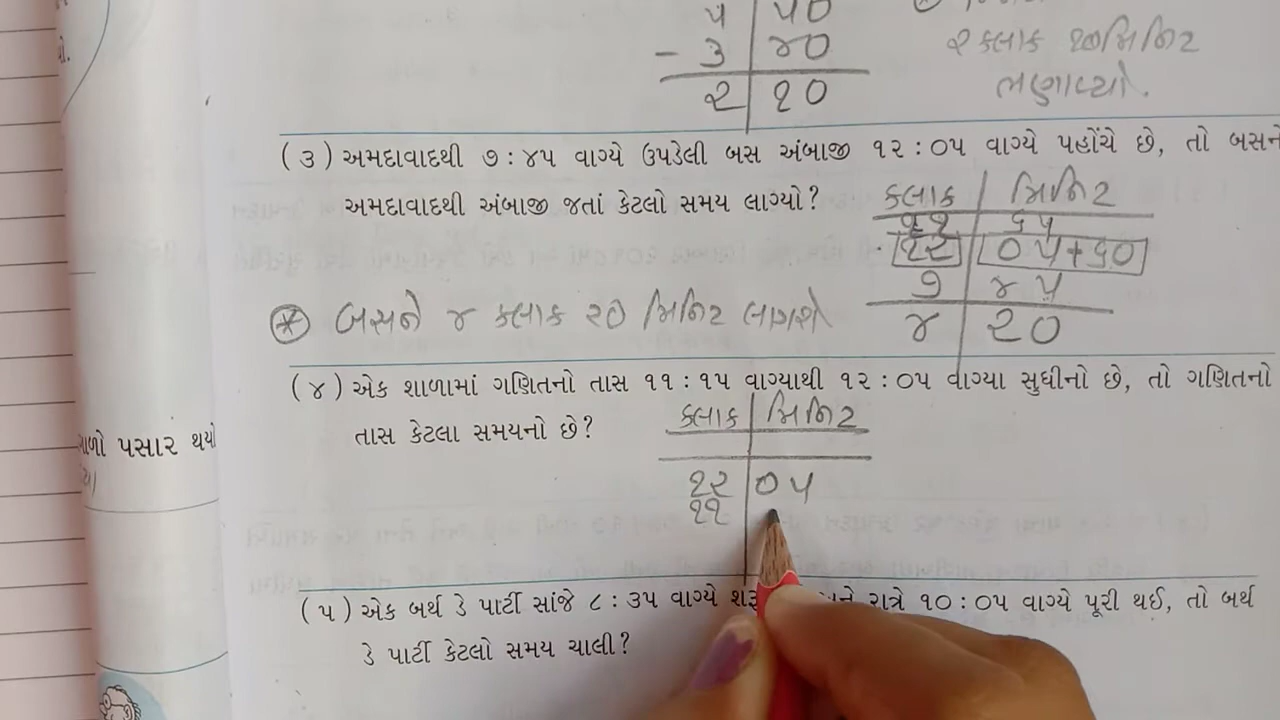 ૫ ૫૦
- ૩ ૪૦
૨ ૧૦
૨ કલાક ૧૦ મિનિટ
ભણાવ્યો.
યો.
(૩) અમદાવાદથી ૭ : ૪૫ વાગ્યે ઉપડેલી બસ અંબાજી ૧૨ : ૦૫ વાગ્યે પહોંચે છે, તો બસને
અમદાવાદથી અંબાજી જતાં કેટલો સમય લાગ્યો?
કલાક મિનિટ
૧૧ ૬૫
૧૨ ૦૫+૬૦
૭ ૪૫
૪ ૨૦
બસને ૪ કલાક ૨૦ મિનિટ લાગશે
(૪) એક શાળામાં ગણિતનો તાસ ૧૧ : ૧૫ વાગ્યાથી ૧૨ : ૦૫ વાગ્યા સુધીનો છે, તો ગણિતનો
તાસ કેટલા સમયનો છે?
કલાક મિનિટ
૧૨ ૦૫
૧૧
પસાર થયો
(૫) એક બર્થ ડે પાર્ટી સાંજે ૮ : ૩૫ વાગ્યે રાત્રે ૧૦ : ૦૫ વાગ્યે પૂરી થઈ, તો બર્થ
ડે પાર્ટી કેટલો સમય ચાલી?